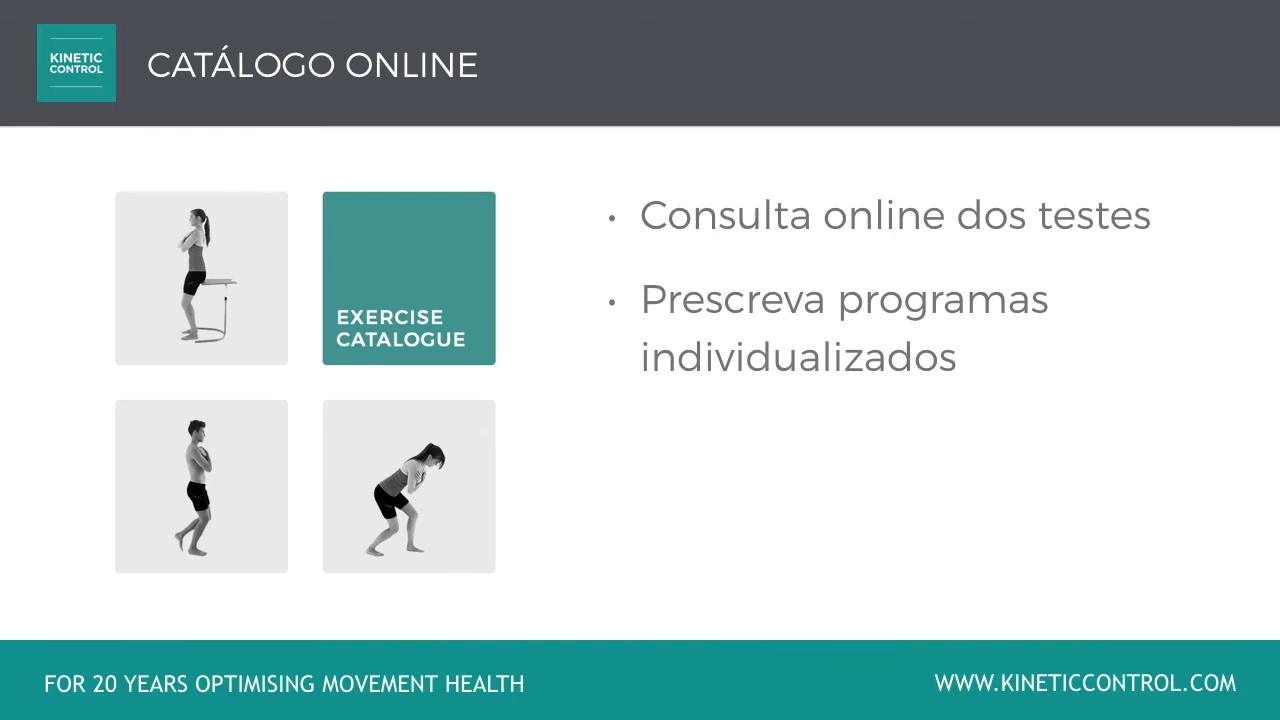 KINETIC
CONTROL
CATÁLOGO ONLINE
EXERCISE
CATALOGUE
• Consulta online dos testes
• Prescreva programas
individualizados
FOR 20 YEARS OPTIMISING MOVEMENT HEALTH
WWW.KINETICCONTROL.COM